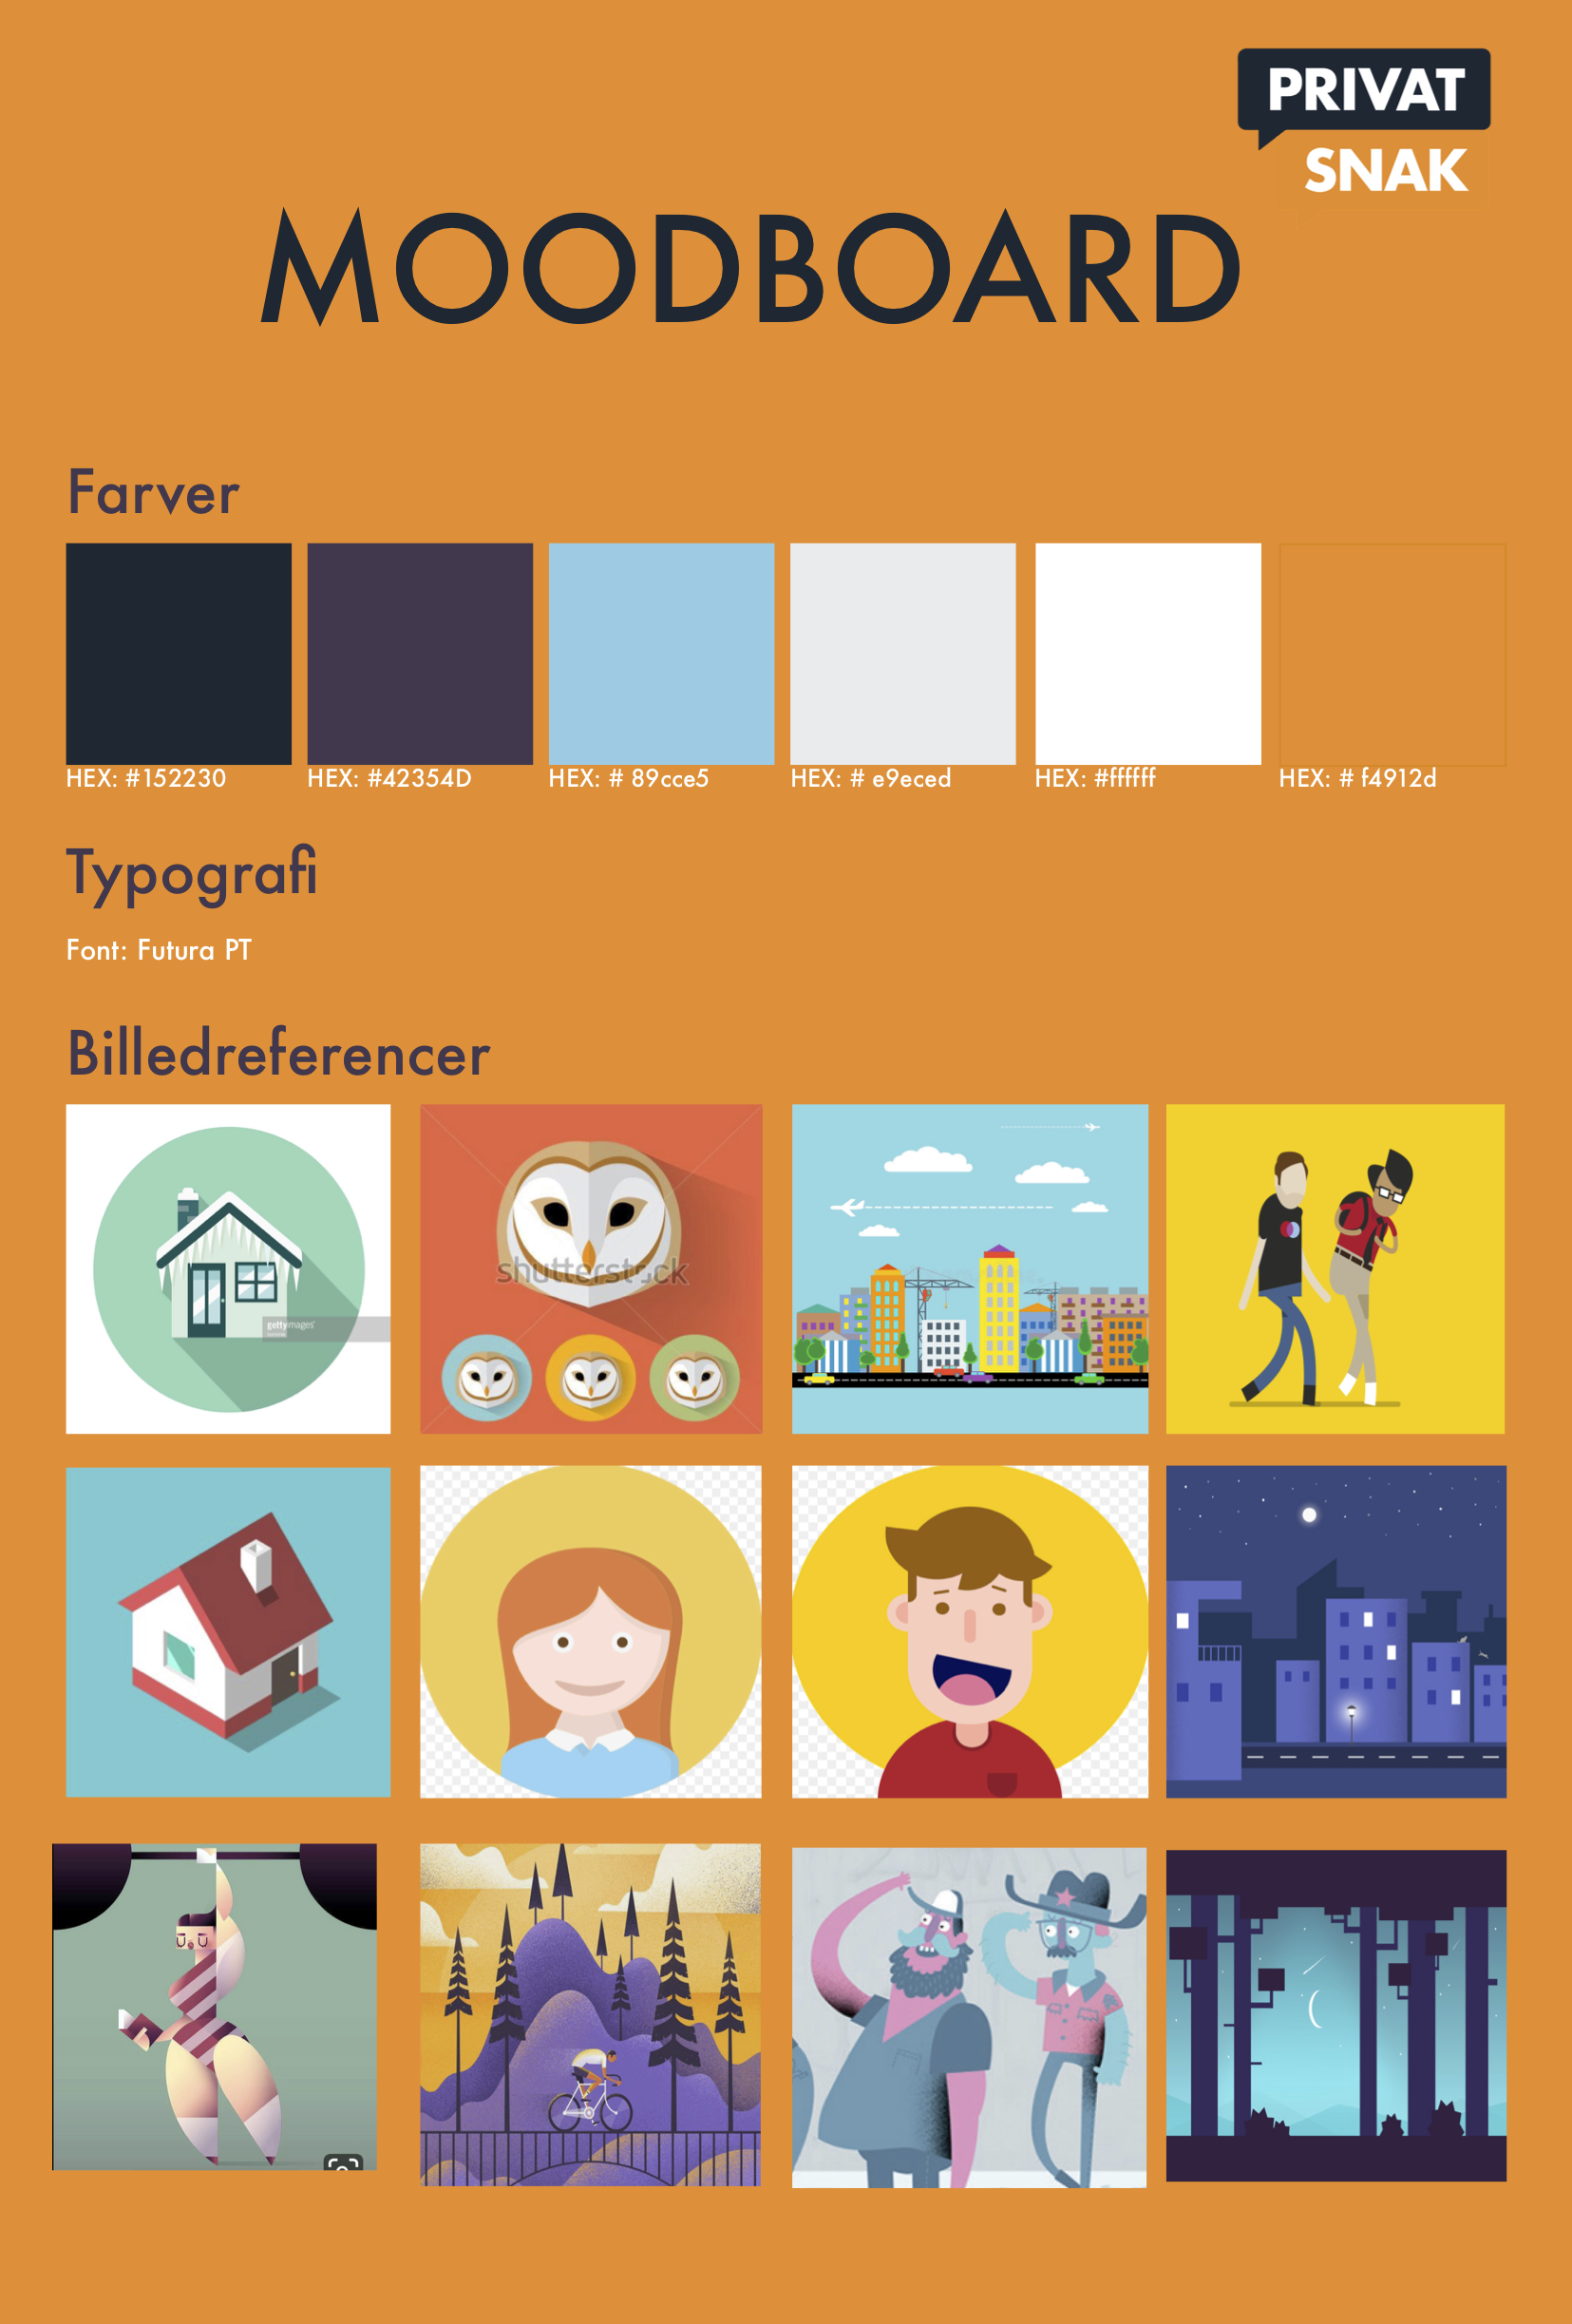 PRIVAT
SNAK
MOODBOARD
Farver
HEX: #152230
HEX: #42354D
HEX: # 89cce5
HEX: # e9eced
HEX: #ffffff
HEX: # f4912d
Typografi
Font: Futura PT
Billedreferencer
gettyimages
shutterstock